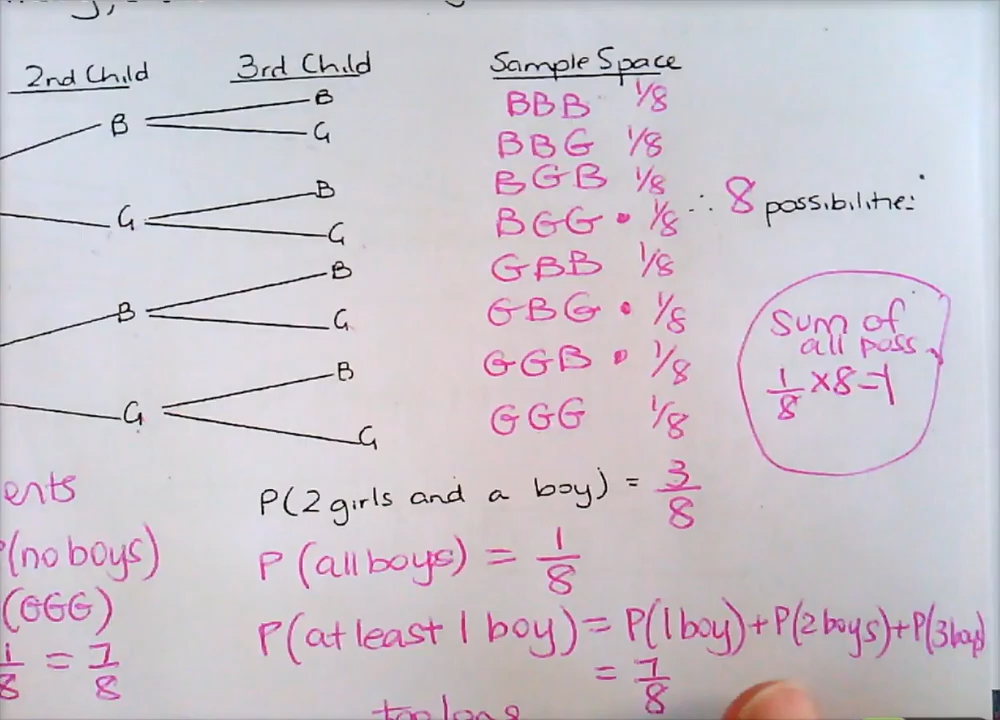 2nd Child 3rd Child Sample Space
B B BBB 1/8
G BBG 1/8
G B BGB 1/8
G BGG • 1/8 ∴ 8 possibilities
B B GBB 1/8
G GBG • 1/8
G B GGB • 1/8
G GGG 1/8
Sum of
all poss.
1/8 × 8 = 1
P(2 girls and a boy) = 3/8
P(all boys) = 1/8
P(at least 1 boy) = P(1 boy) + P(2 boys) + P(3 boys)
= 7/8
too long
ents
P(no boys)
(GGG)
1/8 = 7/8